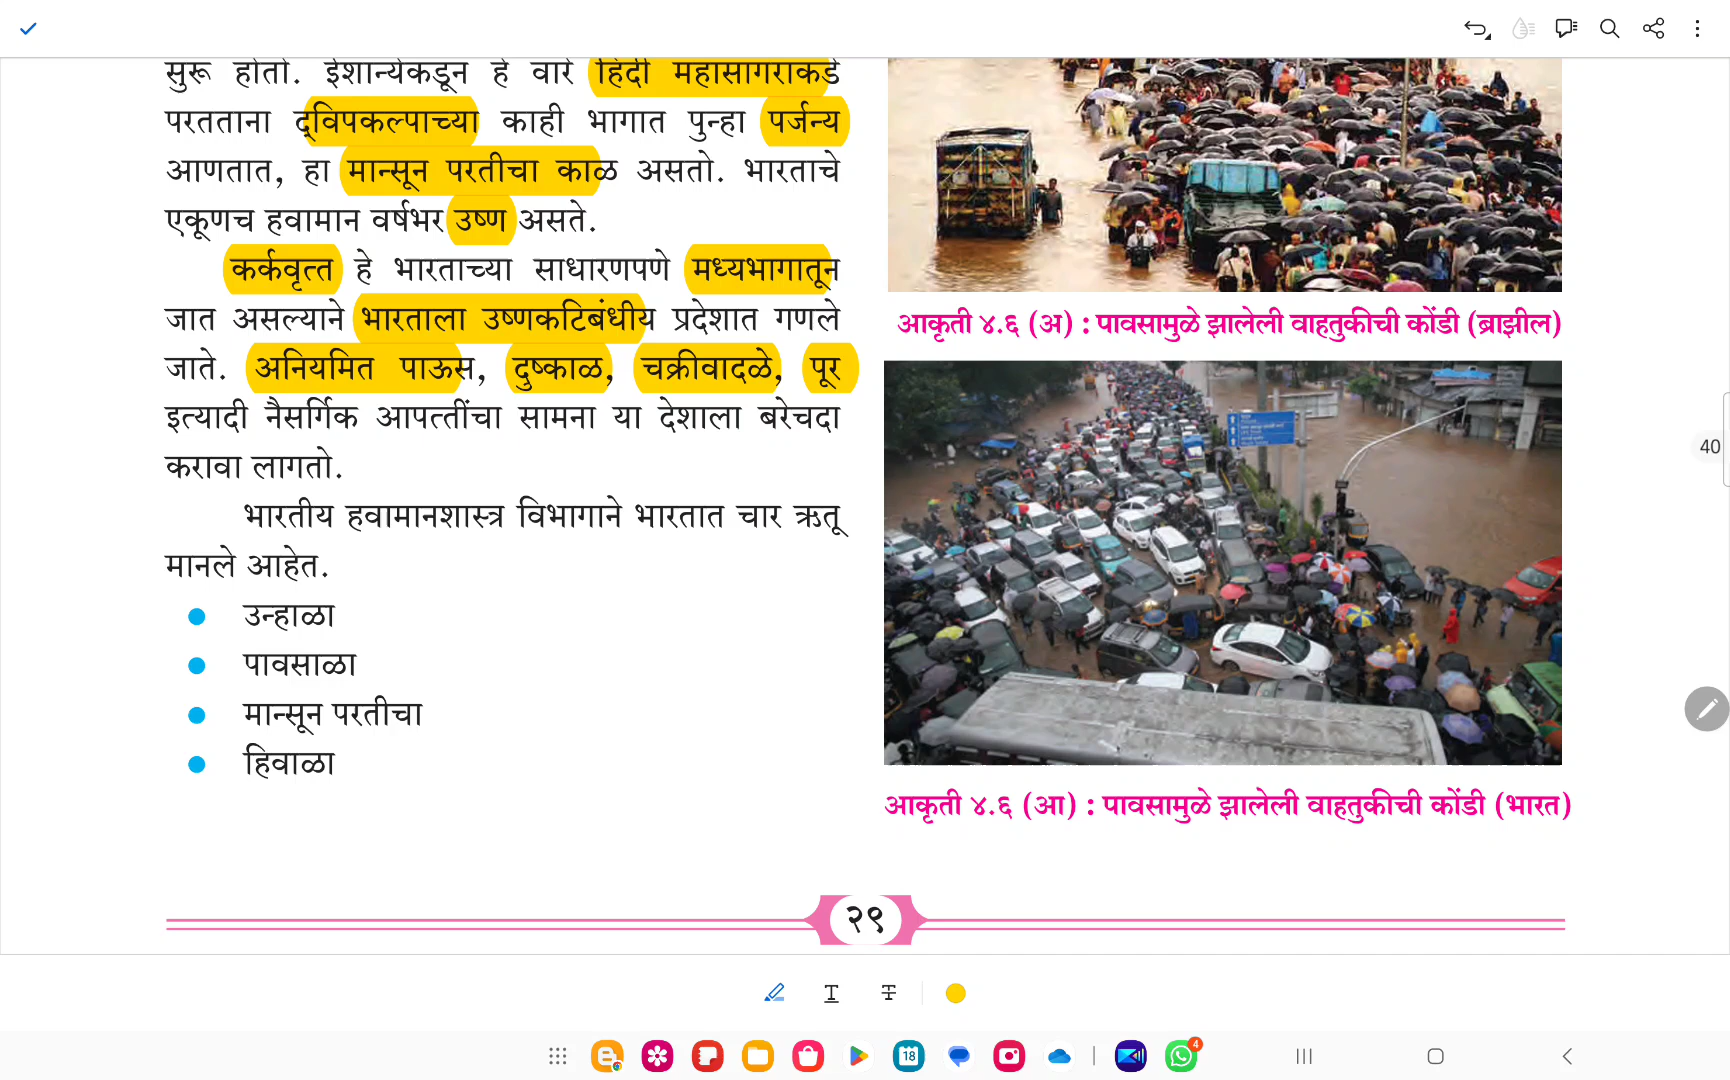 सुरू होतो. ईशान्येकडून हे वारे हिंदी महासागराकडे
परतताना द्‌विपकल्पाच्या काही भागात पुन्हा पर्जन्य
आणतात, हा मान्सून परतीचा काळ असतो. भारताचे
एकूणच हवामान वर्षभर उष्ण असते.
कर्कवृत्त हे भारताच्या साधारणपणे मध्यभागातून
जात असल्याने भारताला उष्णकटिबंधीय प्रदेशात गणले
जाते. अनियमित पाऊस, दुष्काळ, चक्रीवादळे, पूर
इत्यादी नैसर्गिक आपत्तींचा सामना या देशाला बरेचदा
करावा लागतो.
भारतीय हवामानशास्त्र विभागाने भारतात चार ऋतू
मानले आहेत.
● उन्हाळा
● पावसाळा
● मान्सून परतीचा
● हिवाळा
आकृती ४.६ (अ) : पावसामुळे झालेली वाहतुकीची कोंडी (ब्राझील)
आकृती ४.६ (आ) : पावसामुळे झालेली वाहतुकीची कोंडी (भारत)
40
२९
T
T
18
4